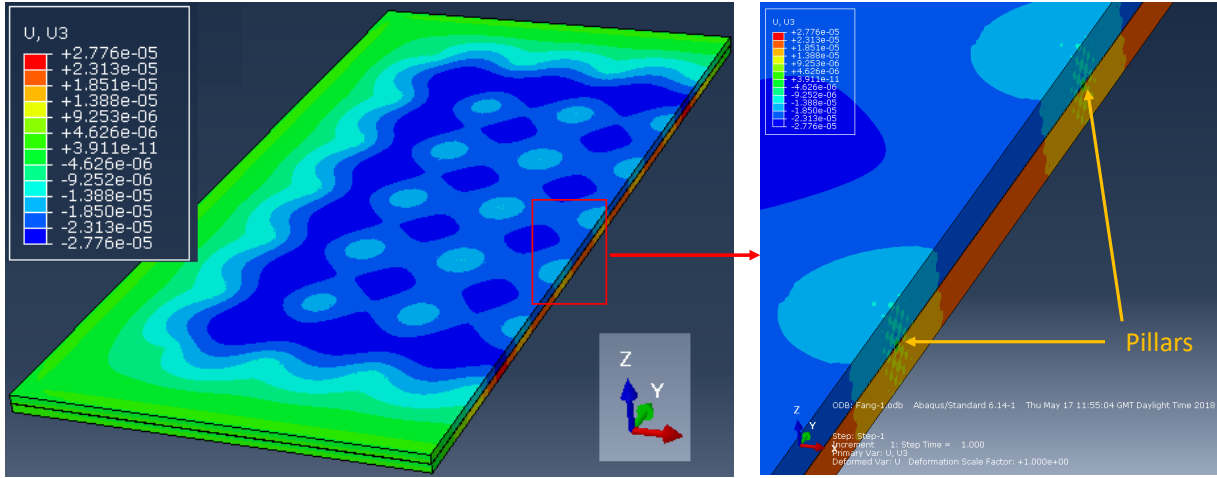 U, U3
+2.776e-05
+2.313e-05
+1.851e-05
+1.388e-05
+9.253e-06
+4.626e-06
+3.911e-11
-4.626e-06
-9.252e-06
-1.388e-05
-1.850e-05
-2.313e-05
-2.776e-05
Z
Y
U, U3
+2.776e-05
+2.313e-05
+1.851e-05
+1.388e-05
+9.253e-06
+4.626e-06
+3.911e-11
-4.626e-06
-9.252e-06
-1.388e-05
-1.850e-05
-2.313e-05
-2.776e-05
Pillars
ODB: Fang-1.odb Abaqus/Standard 6.14-1 Thu May 17 11:55:04 GMT Daylight Time 2018
Z
Y
X
Step: Step-1
Increment 1: Step Time = 1.000
Primary Var: U, U3
Deformed Var: U Deformation Scale Factor: +1.000e+00